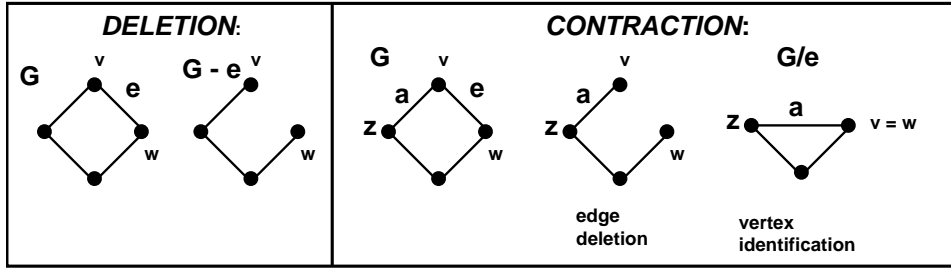 DELETION:
G
v
e
w
G - e
v
w
CONTRACTION:
G
v
a
e
z
w
a
v
z
w
edge
deletion
G/e
a
z
v = w
vertex
identification